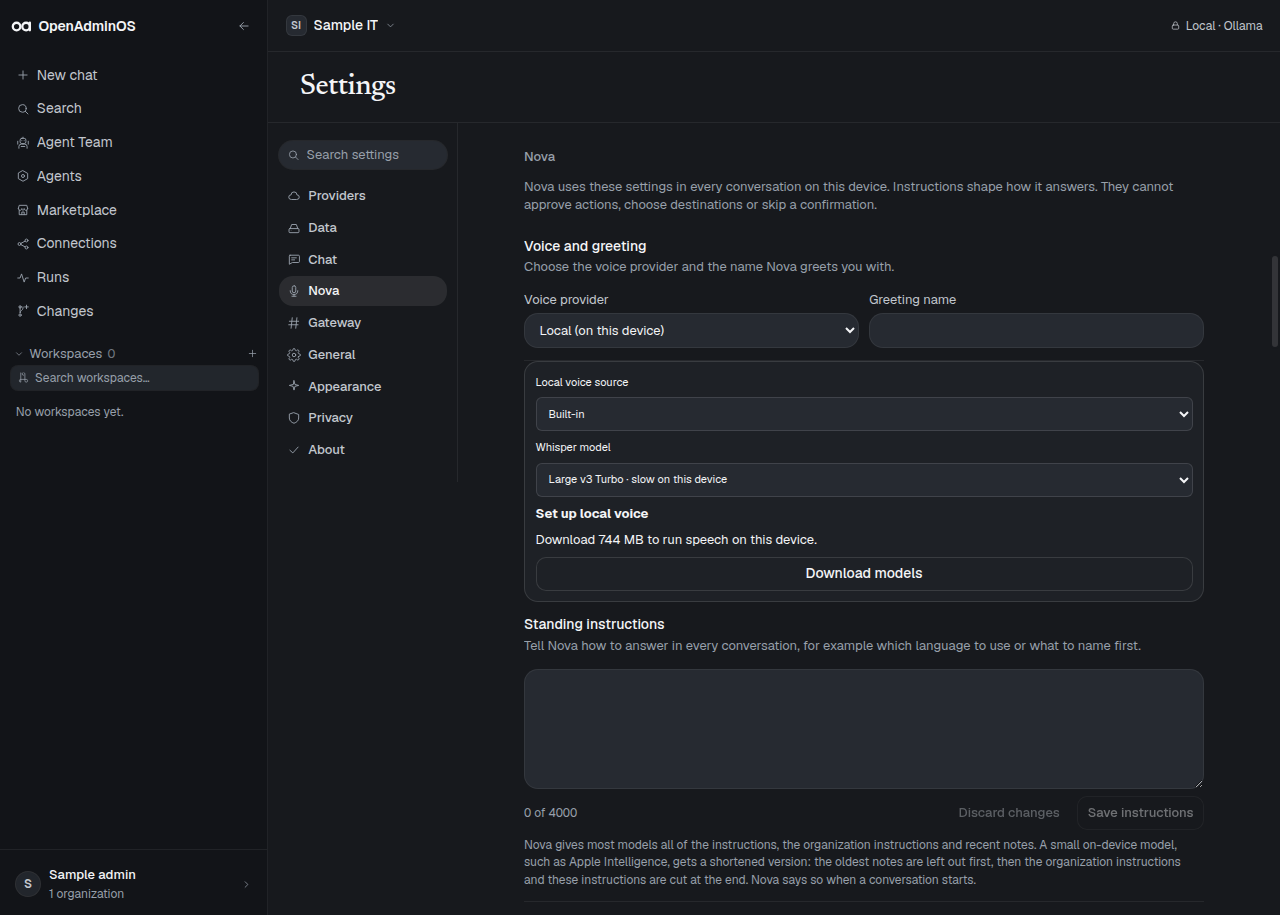 OpenAdminOS
New chat
Search
Agent Team
Agents
Marketplace
Connections
Runs
Changes
Workspaces 0
Search workspaces...
No workspaces yet.
S
Sample admin
1 organization
SI
Sample IT
Local · Ollama
Settings
Search settings
Providers
Data
Chat
Nova
Gateway
General
Appearance
Privacy
About
Nova
Nova uses these settings in every conversation on this device. Instructions shape how it answers. They cannot
approve actions, choose destinations or skip a confirmation.
Voice and greeting
Choose the voice provider and the name Nova greets you with.
Voice provider
Greeting name
Local (on this device)
Local voice source
Built-in
Whisper model
Large v3 Turbo · slow on this device
Set up local voice
Download 744 MB to run speech on this device.
Download models
Standing instructions
Tell Nova how to answer in every conversation, for example which language to use or what to name first.
0 of 4000
Discard changes
Save instructions
Nova gives most models all of the instructions, the organization instructions and recent notes. A small on-device model,
such as Apple Intelligence, gets a shortened version: the oldest notes are left out first, then the organization instructions
and these instructions are cut at the end. Nova says so when a conversation starts.